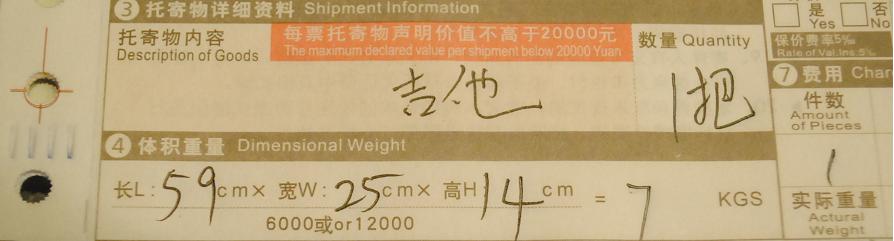 3 托寄物详细资料 Shipment Information
托寄物内容 Description of Goods
每票托寄物声明价值不高于20000元
The maximum declared value per shipment below 20000 Yuan
数量 Quantity
吉他
1把
是 Yes
否 No
保价费率5‰
Rate of Val.Ins.5‰
7 费用 Char
件数
Amount of Pieces
1
4 体积重量 Dimensional Weight
长L: 59 cm× 宽W: 25 cm× 高H 14 cm = 7 KGS
6000或or12000
实际重量
Actural Weight